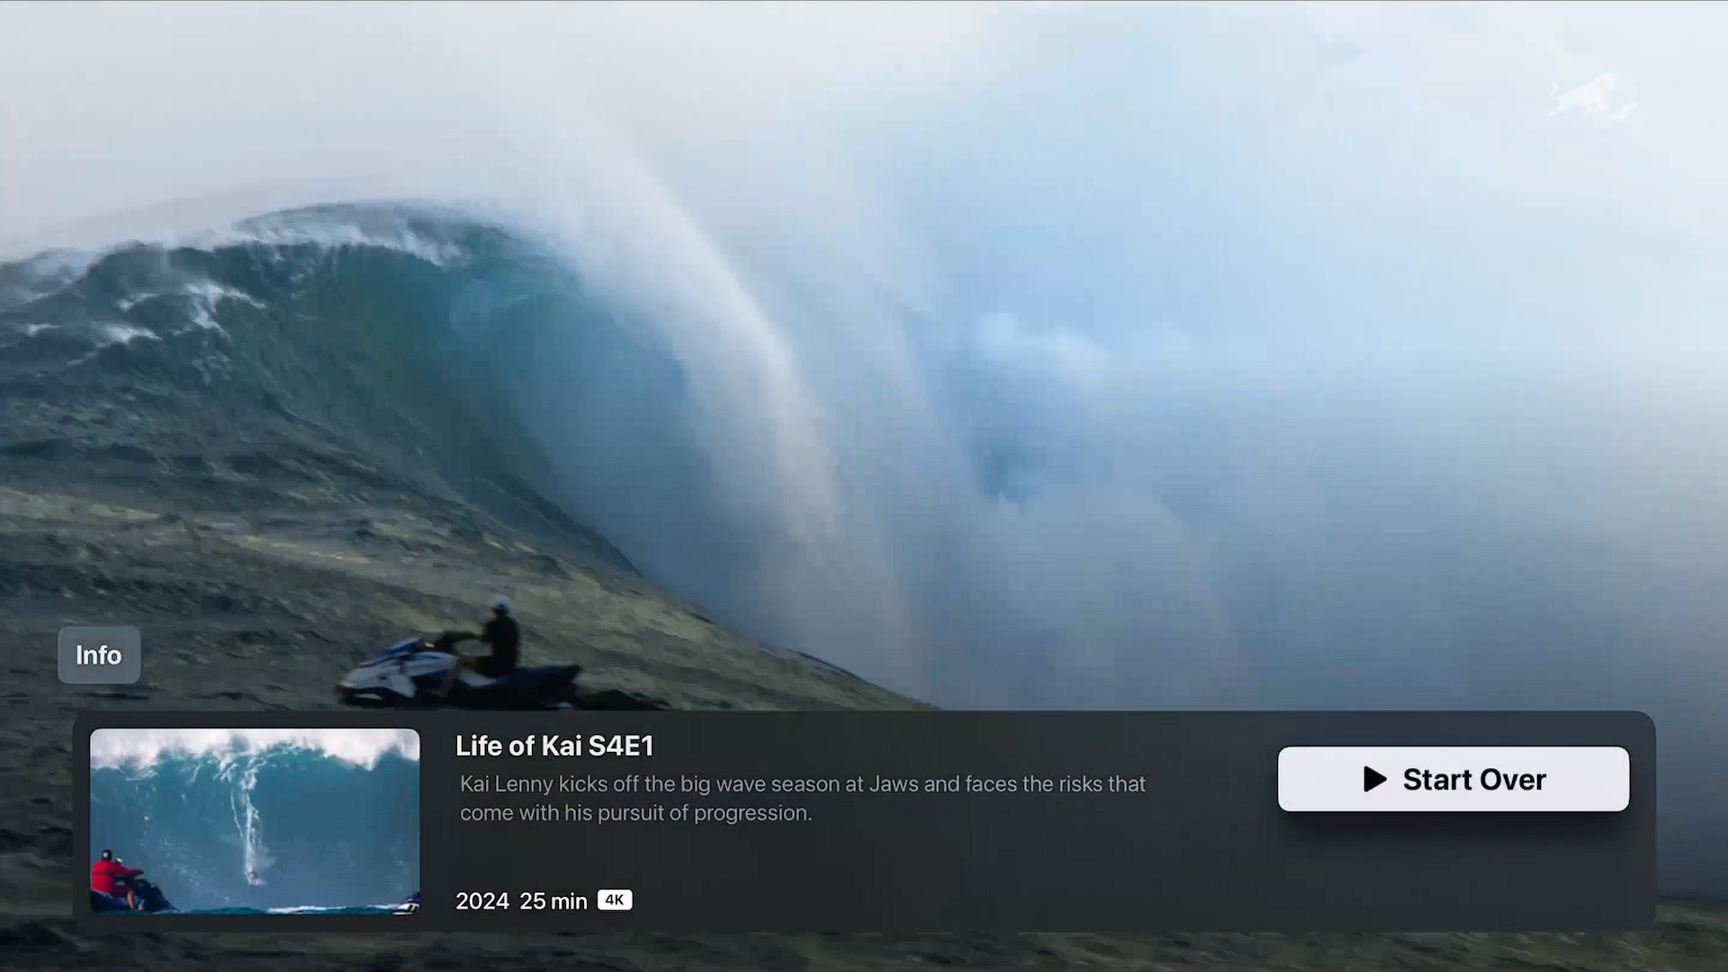 Info
Life of Kai S4E1
Kai Lenny kicks off the big wave season at Jaws and faces the risks that
come with his pursuit of progression.
Start Over
2024 25 min 4K